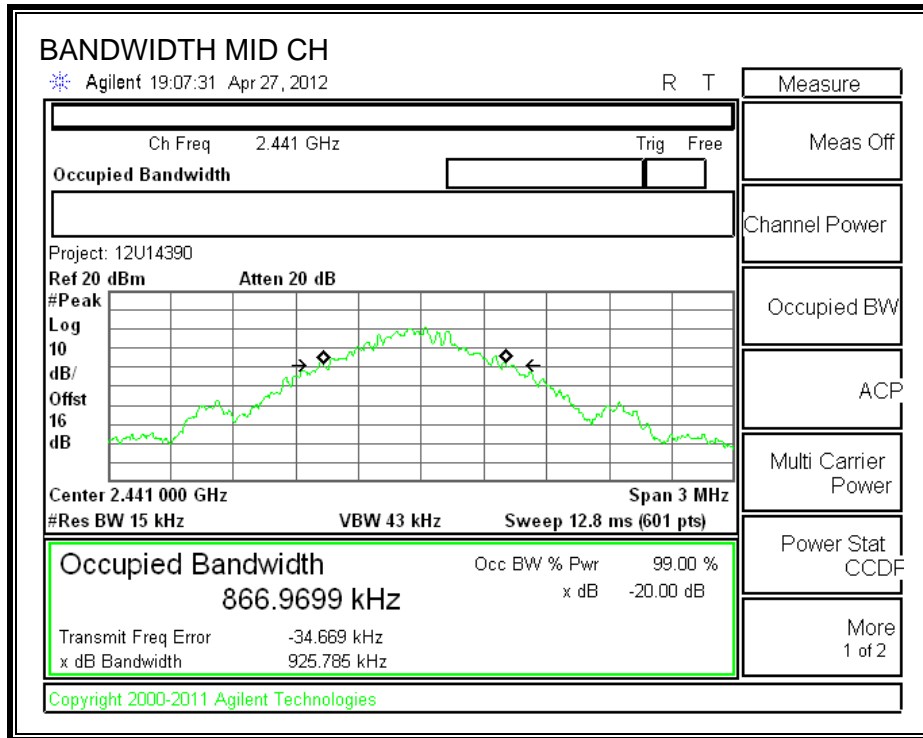 BANDWIDTH MID CH
Agilent 19:07:31 Apr 27, 2012 R T
Measure
Ch Freq 2.441 GHz Trig Free
Meas Off
Occupied Bandwidth
Channel Power
Project: 12U14390
Ref 20 dBm Atten 20 dB
#Peak
Log
10
dB/
Offst
16
dB
Occupied BW
ACP
Multi Carrier
Power
Center 2.441 000 GHz Span 3 MHz
#Res BW 15 kHz VBW 43 kHz Sweep 12.8 ms (601 pts)
Power Stat
CCDF
Occupied Bandwidth Occ BW % Pwr 99.00 %
866.9699 kHz x dB -20.00 dB
Transmit Freq Error -34.669 kHz
x dB Bandwidth 925.785 kHz
More
1 of 2
Copyright 2000-2011 Agilent Technologies